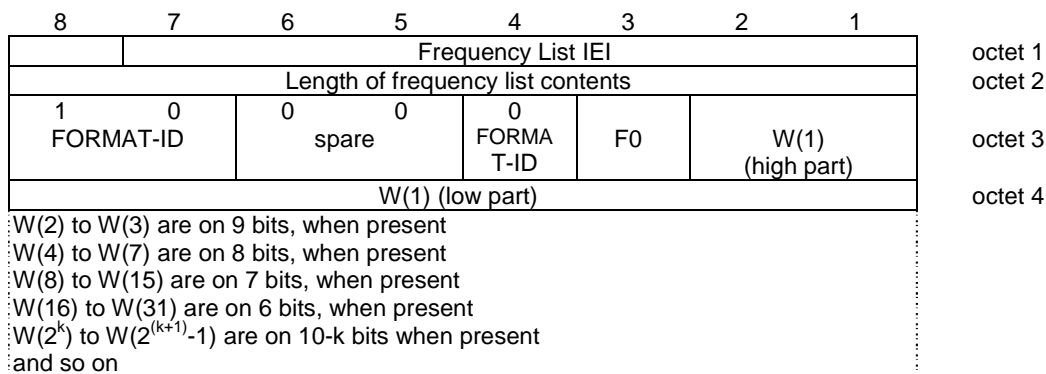 8 7 6 5 4 3 2 1
Frequency List IEI octet 1
Length of frequency list contents octet 2
1 0 0 0 0
FORMAT-ID spare FORMA F0 W(1) octet 3
T-ID (high part)
W(1) (low part) octet 4
W(2) to W(3) are on 9 bits, when present
W(4) to W(7) are on 8 bits, when present
W(8) to W(15) are on 7 bits, when present
W(16) to W(31) are on 6 bits, when present
W(2^k) to W(2^(k+1)-1) are on 10-k bits when present
and so on